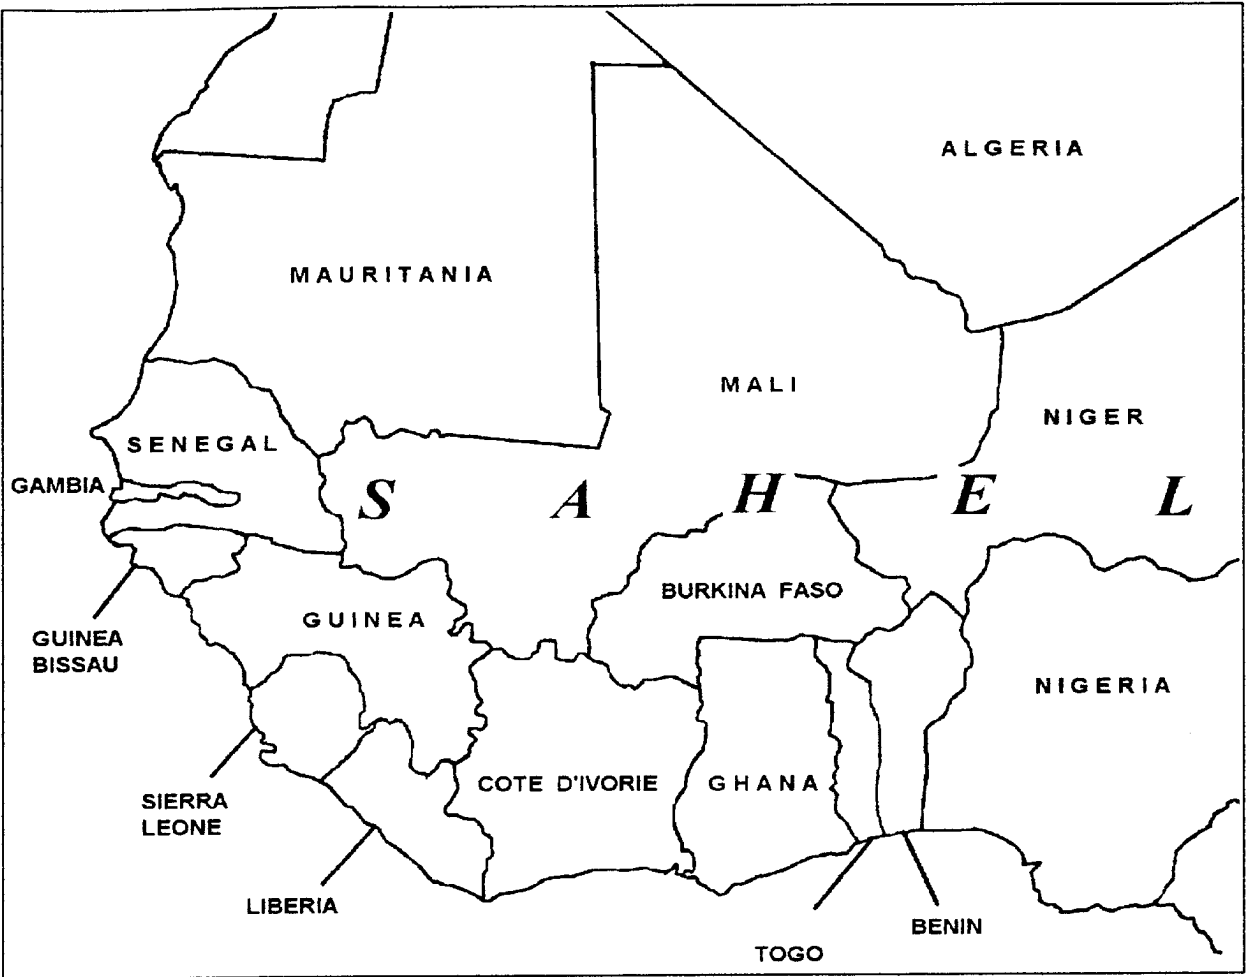 ALGERIA
MAURITANIA
MALI
NIGER
SENEGAL
GAMBIA
S A H E L
BURKINA FASO
GUINEA
GUINEA
BISSAU
NIGERIA
COTE D'IVORIE
GHANA
SIERRA
LEONE
LIBERIA
BENIN
TOGO